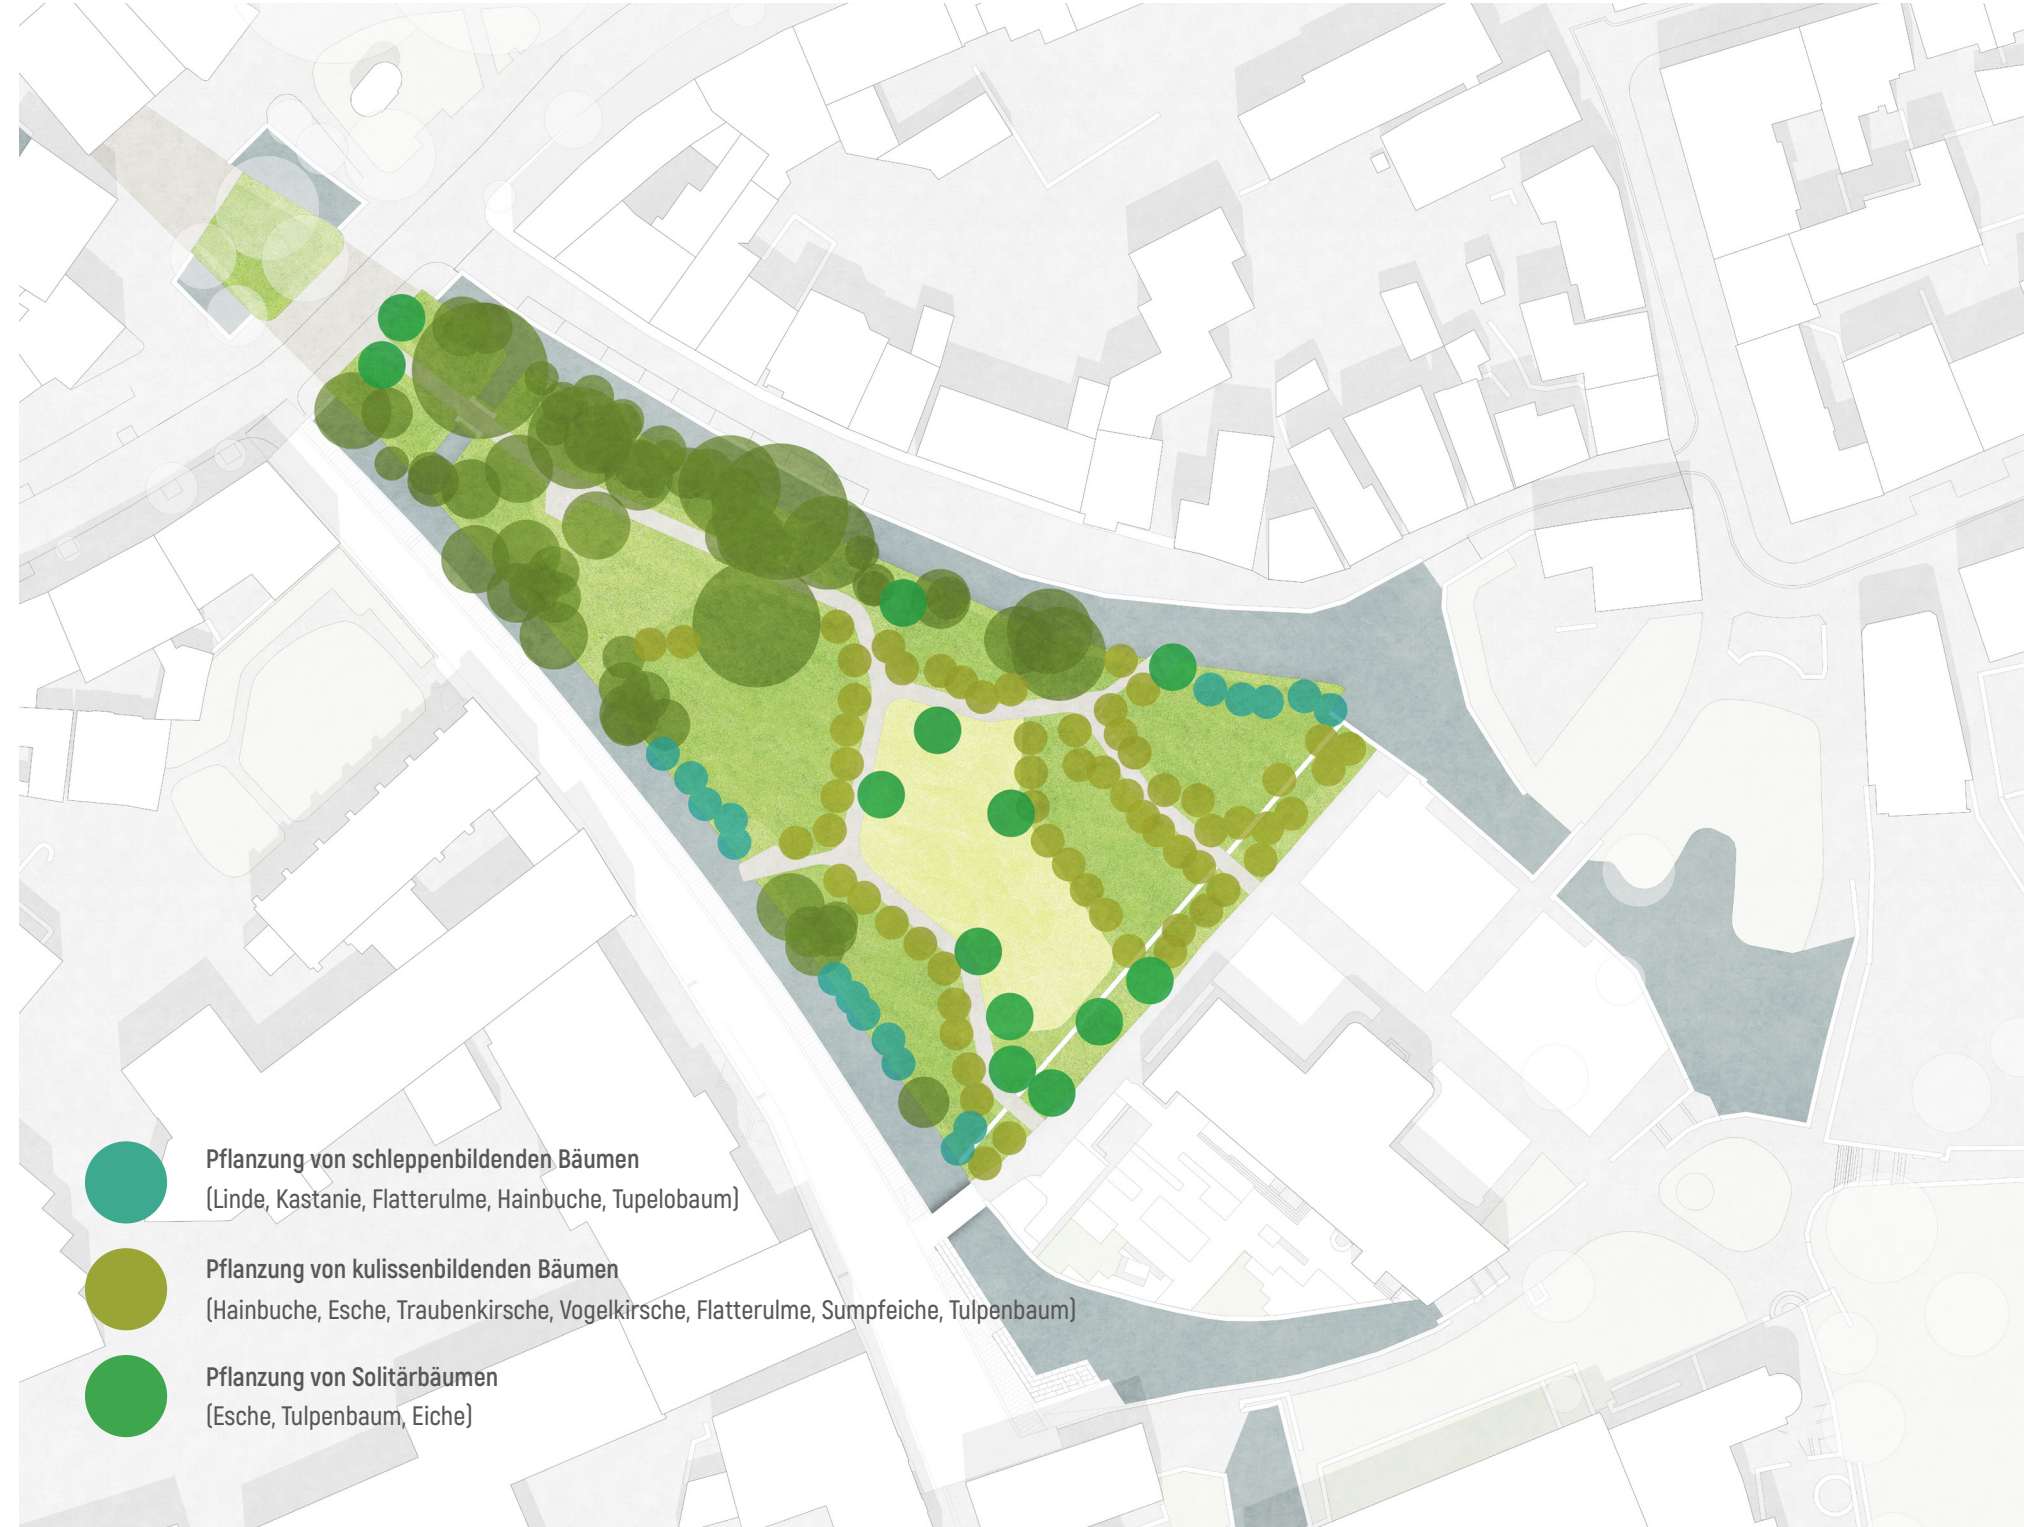 Pflanzung von schleppenbildenden Bäumen
(Linde, Kastanie, Flatterulme, Hainbuche, Tupelobaum)
Pflanzung von kulissenbildenden Bäumen
(Hainbuche, Esche, Traubenkirsche, Vogelkirsche, Flatterulme, Sumpfeiche, Tulpenbaum)
Pflanzung von Solitärbäumen
(Esche, Tulpenbaum, Eiche)